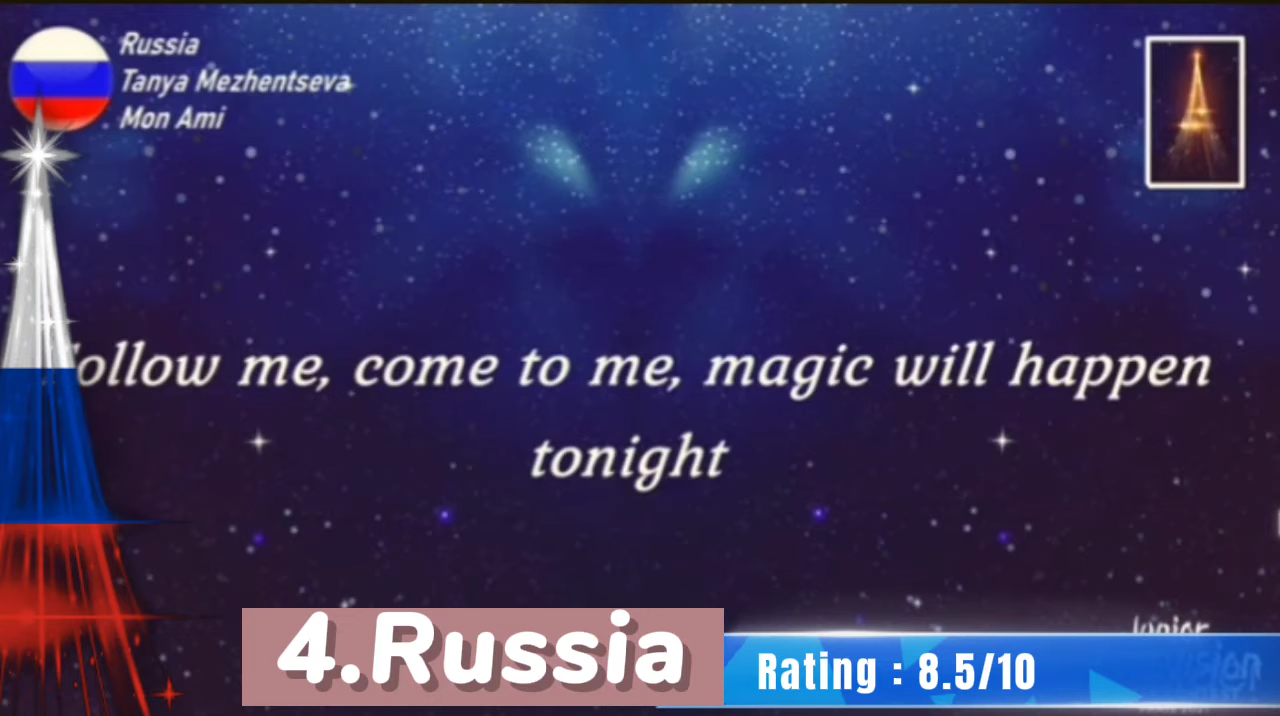 Russia
Tanya Mezhentseva
Mon Ami
ollow me, come to me, magic will happen
tonight
4.Russia
Rating : 8.5/10
Junior